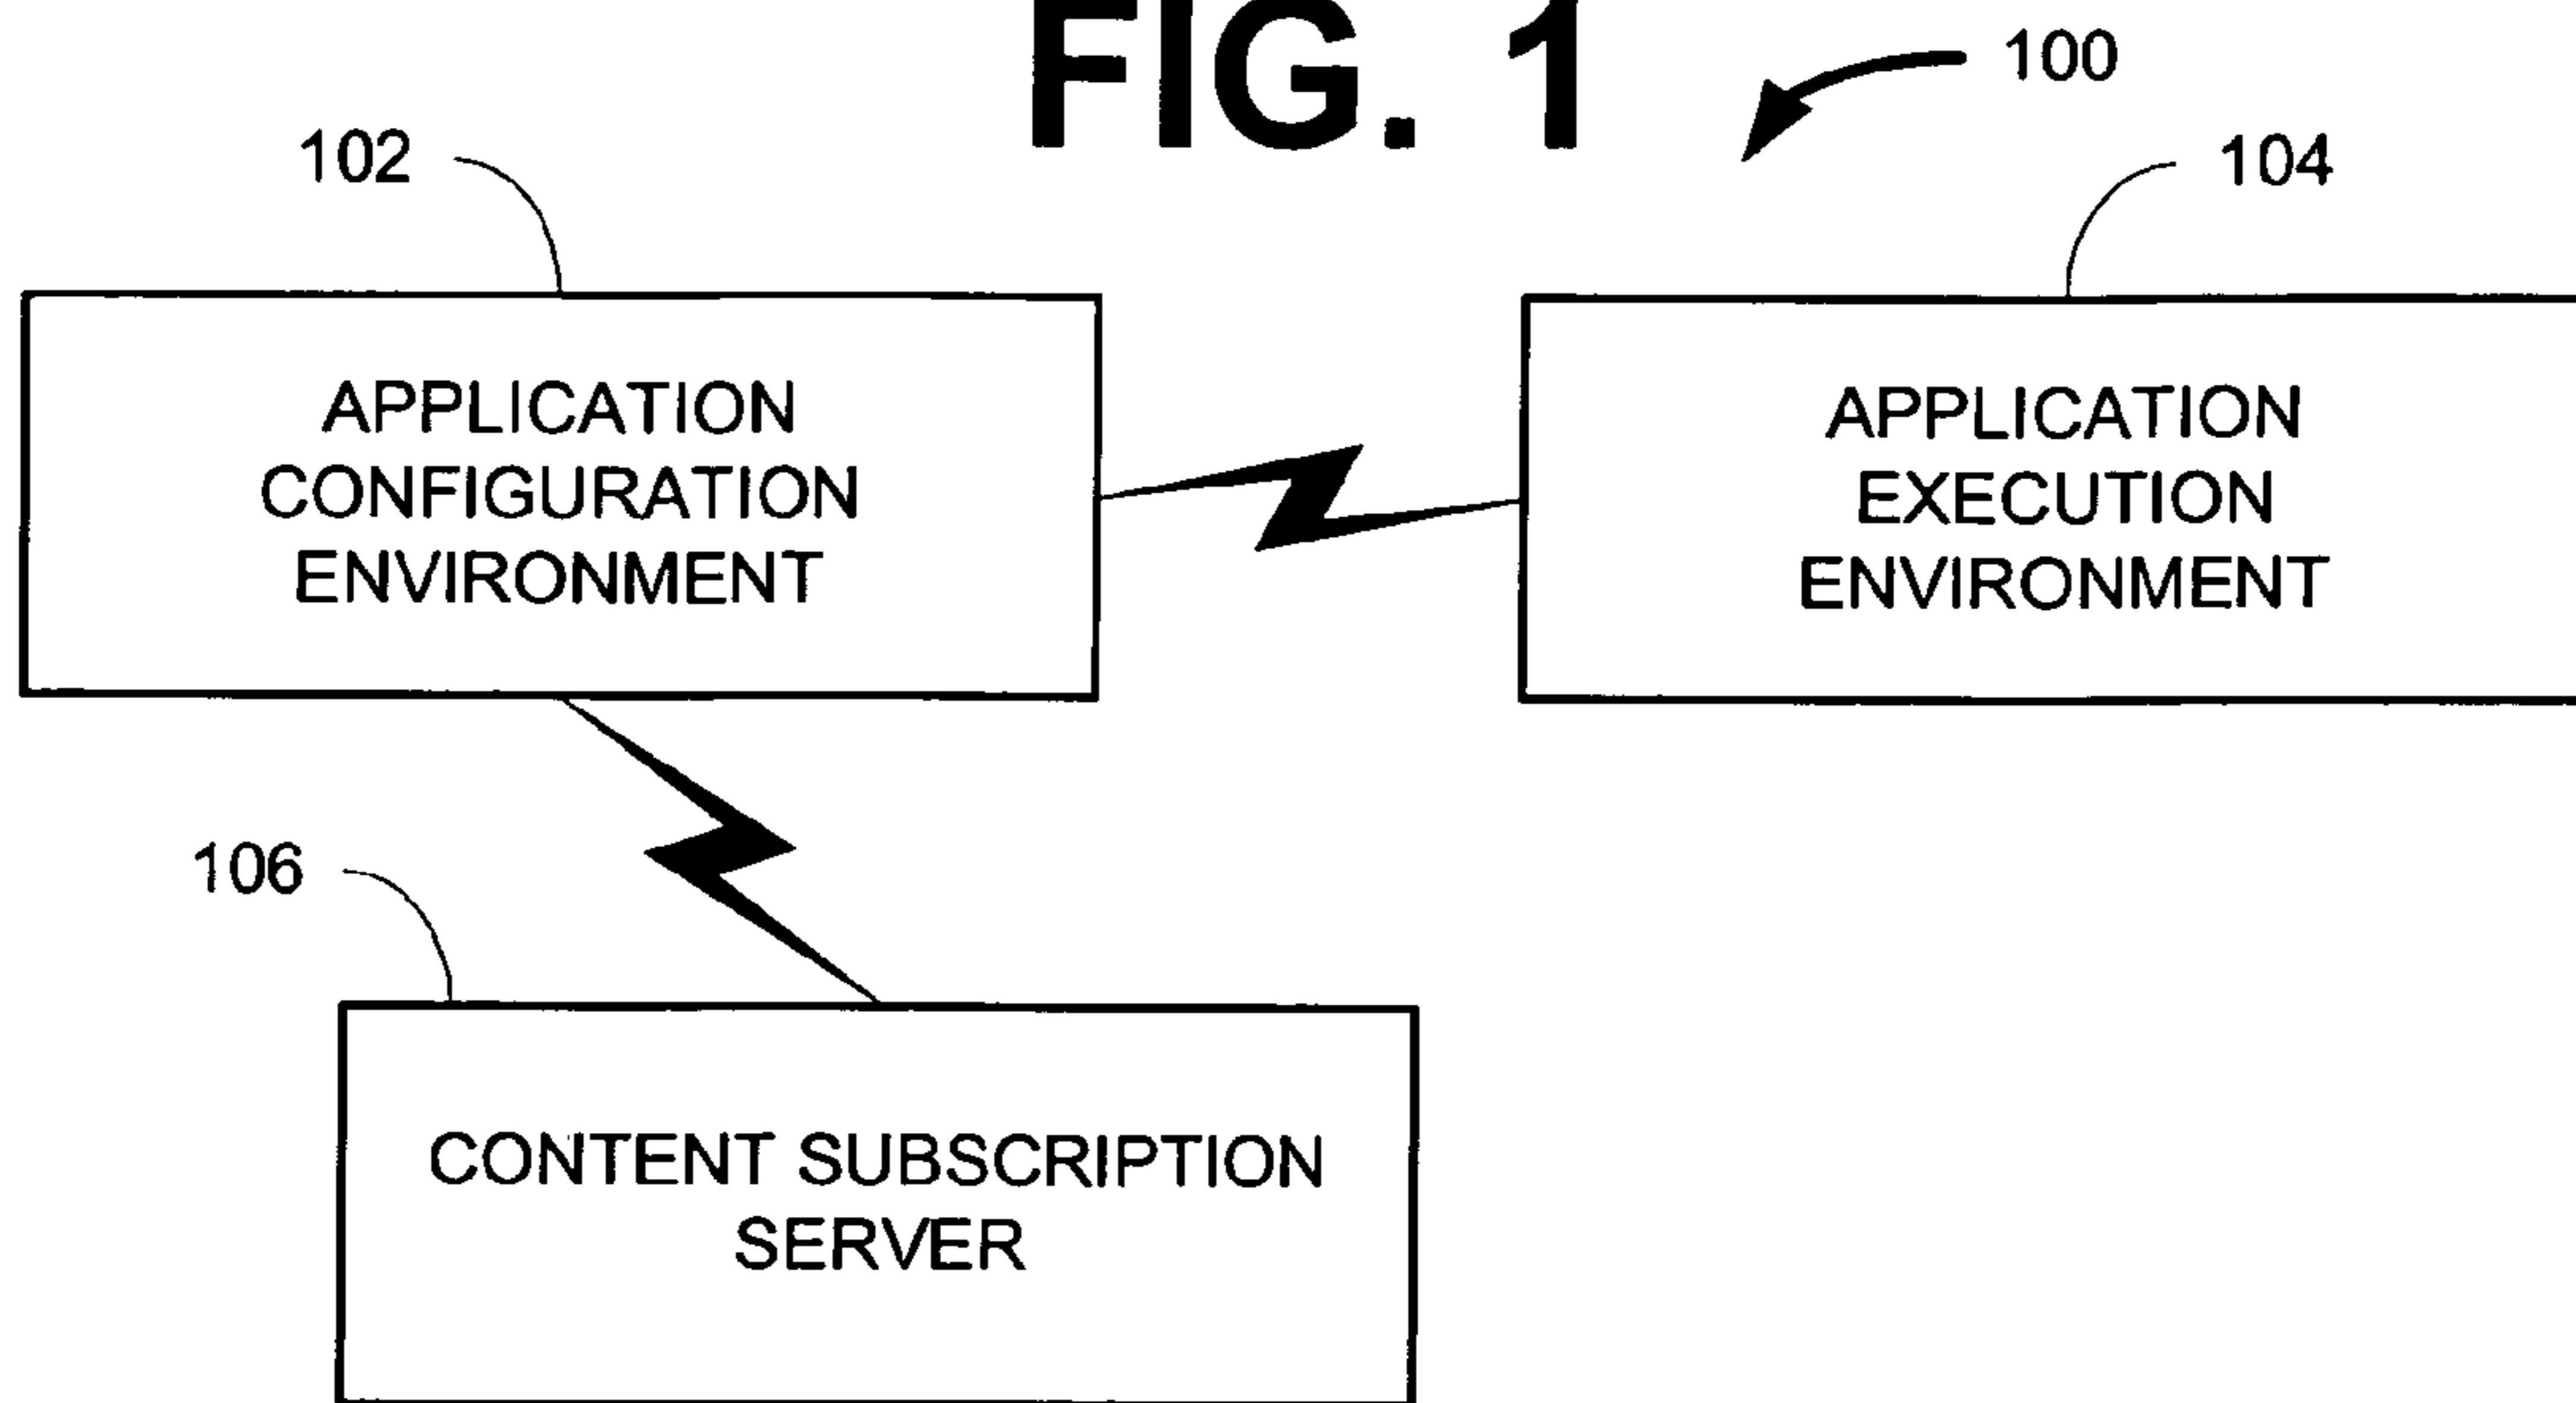 FIG. 1
100
102
104
APPLICATION
CONFIGURATION
ENVIRONMENT
APPLICATION
EXECUTION
ENVIRONMENT
106
CONTENT SUBSCRIPTION
SERVER